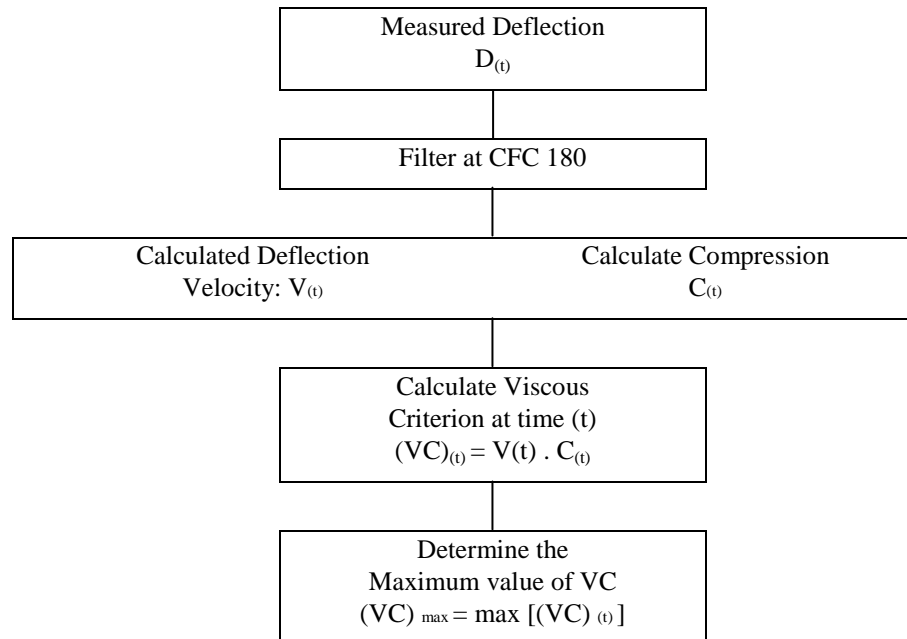 Measured Deflection
D(t)
Filter at CFC 180
Calculated Deflection
Velocity: V(t)
Calculate Compression
C(t)
Calculate Viscous
Criterion at time (t)
(VC)(t) = V(t) . C(t)
Determine the
Maximum value of VC
(VC) max = max [(VC) (t) ]